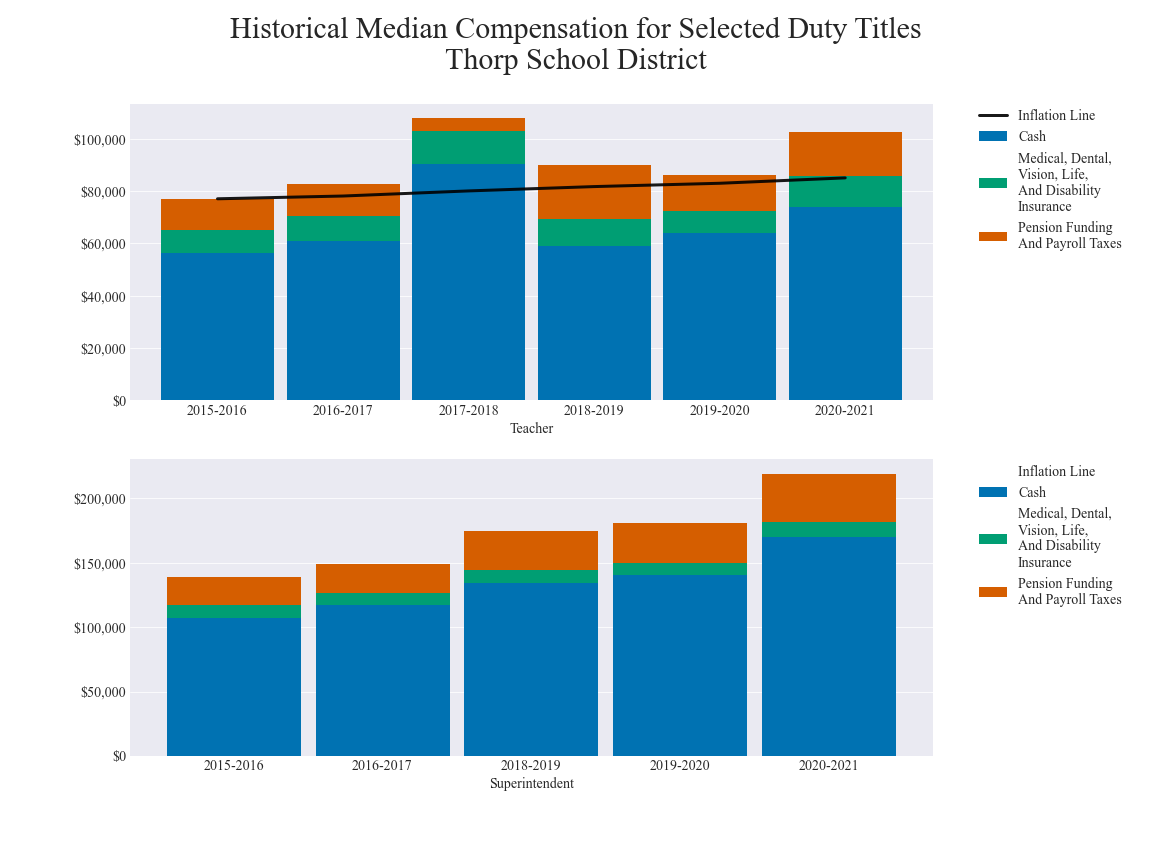 Historical Median Compensation for Selected Duty Titles
Thorp School District
$100,000
$80,000
$60,000
$40,000
$20,000
$0
2015-2016
2016-2017
2017-2018
2018-2019
2019-2020
2020-2021
Teacher
Inflation Line
Cash
Medical, Dental,
Vision, Life,
And Disability
Insurance
Pension Funding
And Payroll Taxes
$200,000
$150,000
$100,000
$50,000
$0
2015-2016
2016-2017
2018-2019
2019-2020
2020-2021
Superintendent
Inflation Line
Cash
Medical, Dental,
Vision, Life,
And Disability
Insurance
Pension Funding
And Payroll Taxes